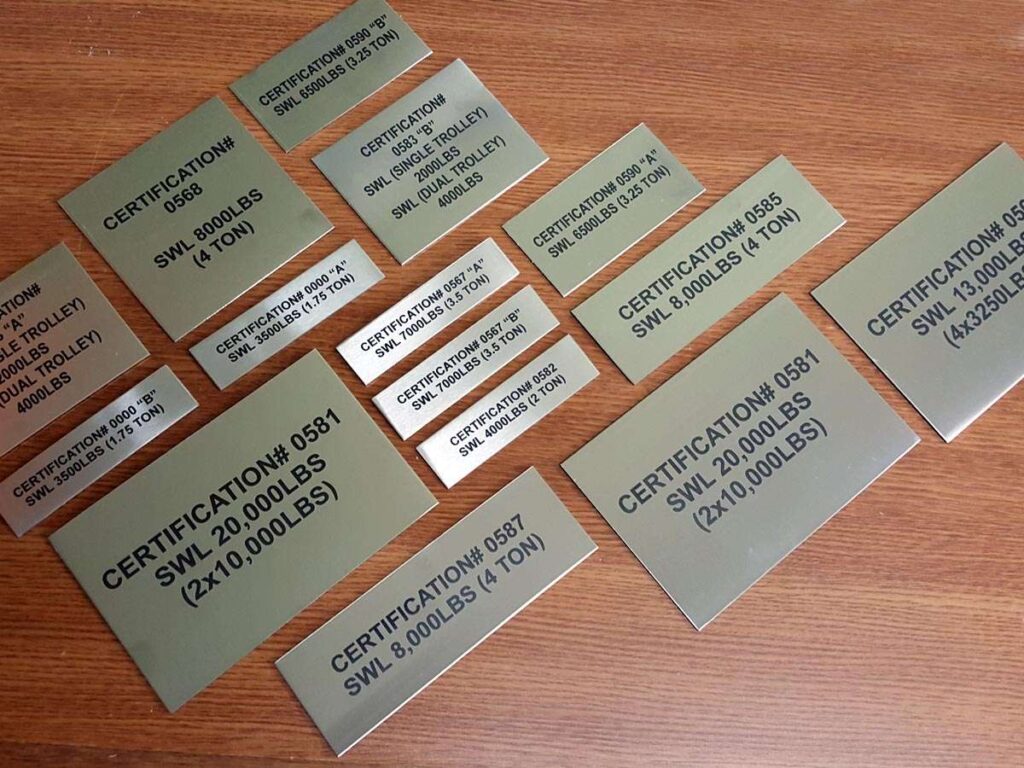 CERTIFICATION# 0590 “B”
SWL 6500LBS (3.25 TON)
CERTIFICATION#
0583 “B”
SWL (SINGLE TROLLEY)
2000LBS
SWL (DUAL TROLLEY)
4000LBS
CERTIFICATION#
0568
SWL 8000LBS
(4 TON)
CERTIFICATION# 0590 “A”
SWL 6500LBS (3.25 TON)
CERTIFICATION# 0585
SWL 8,000LBS (4 TON)
SWL 13,000LBS
CERTIFICATION#
(4x3250LBS)
“A”
TROLLEY)
2000LBS
(DUAL TROLLEY)
4000LBS
CERTIFICATION# 0000 “A”
SWL 3500LBS (1.75 TON)
CERTIFICATION# 0567 “A”
SWL 7000LBS (3.5 TON)
CERTIFICATION# 0567 “B”
SWL 7000LBS (3.5 TON)
CERTIFICATION# 0582
SWL 4000LBS (2 TON)
CERTIFICATION# 0000 “B”
SWL 3500LBS (1.75 TON)
CERTIFICATION# 0581
SWL 20,000LBS
(2x10,000LBS)
CERTIFICATION# 0581
SWL 20,000LBS
(2x10,000LBS)
CERTIFICATION# 0587
SWL 8,000LBS (4 TON)